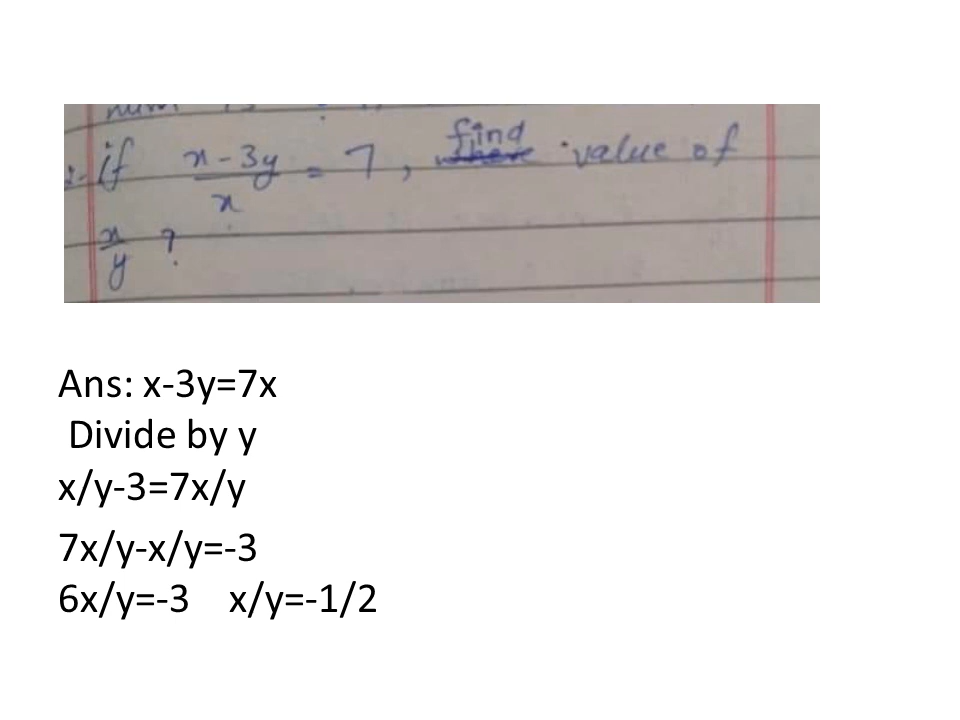 :- if x-3y/x = 7, find value of
x/y ?
Ans: x-3y=7x
Divide by y
x/y-3=7x/y
7x/y-x/y=-3
6x/y=-3 x/y=-1/2